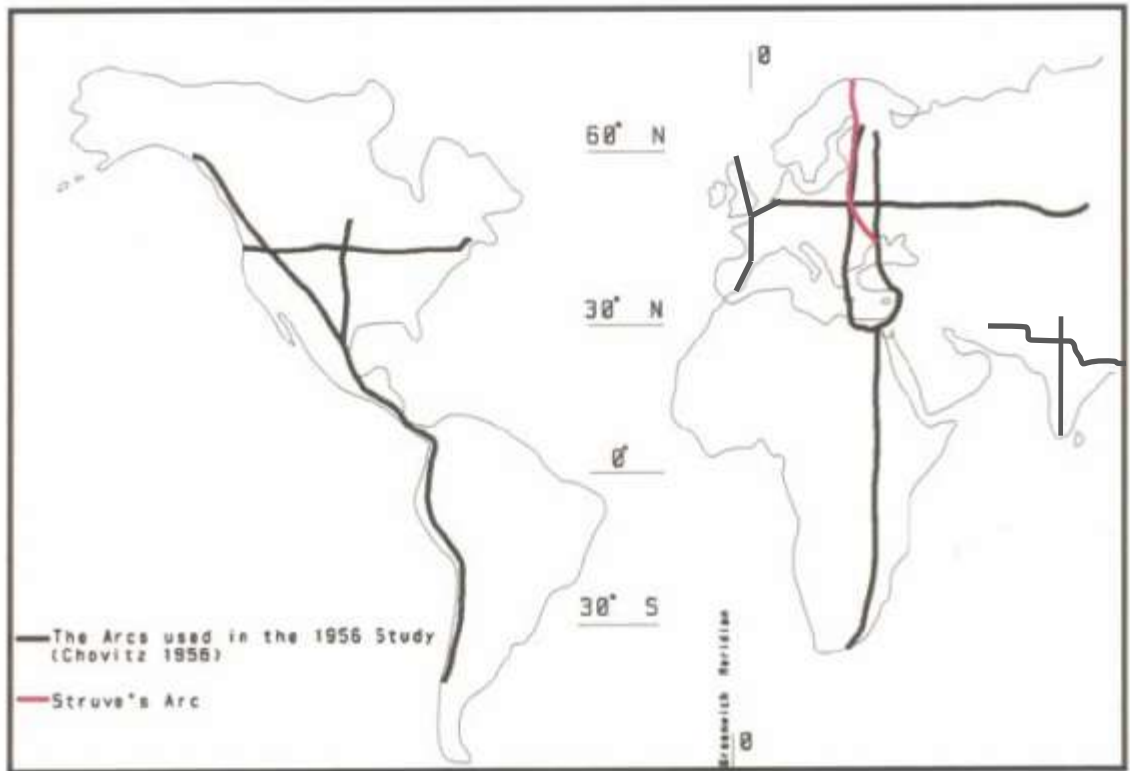 0
60° N
30° N
0°
30° S
The Arcs used in the 1956 Study
(Chovitz 1956)
Struve's Arc
Greenwich Meridian
0